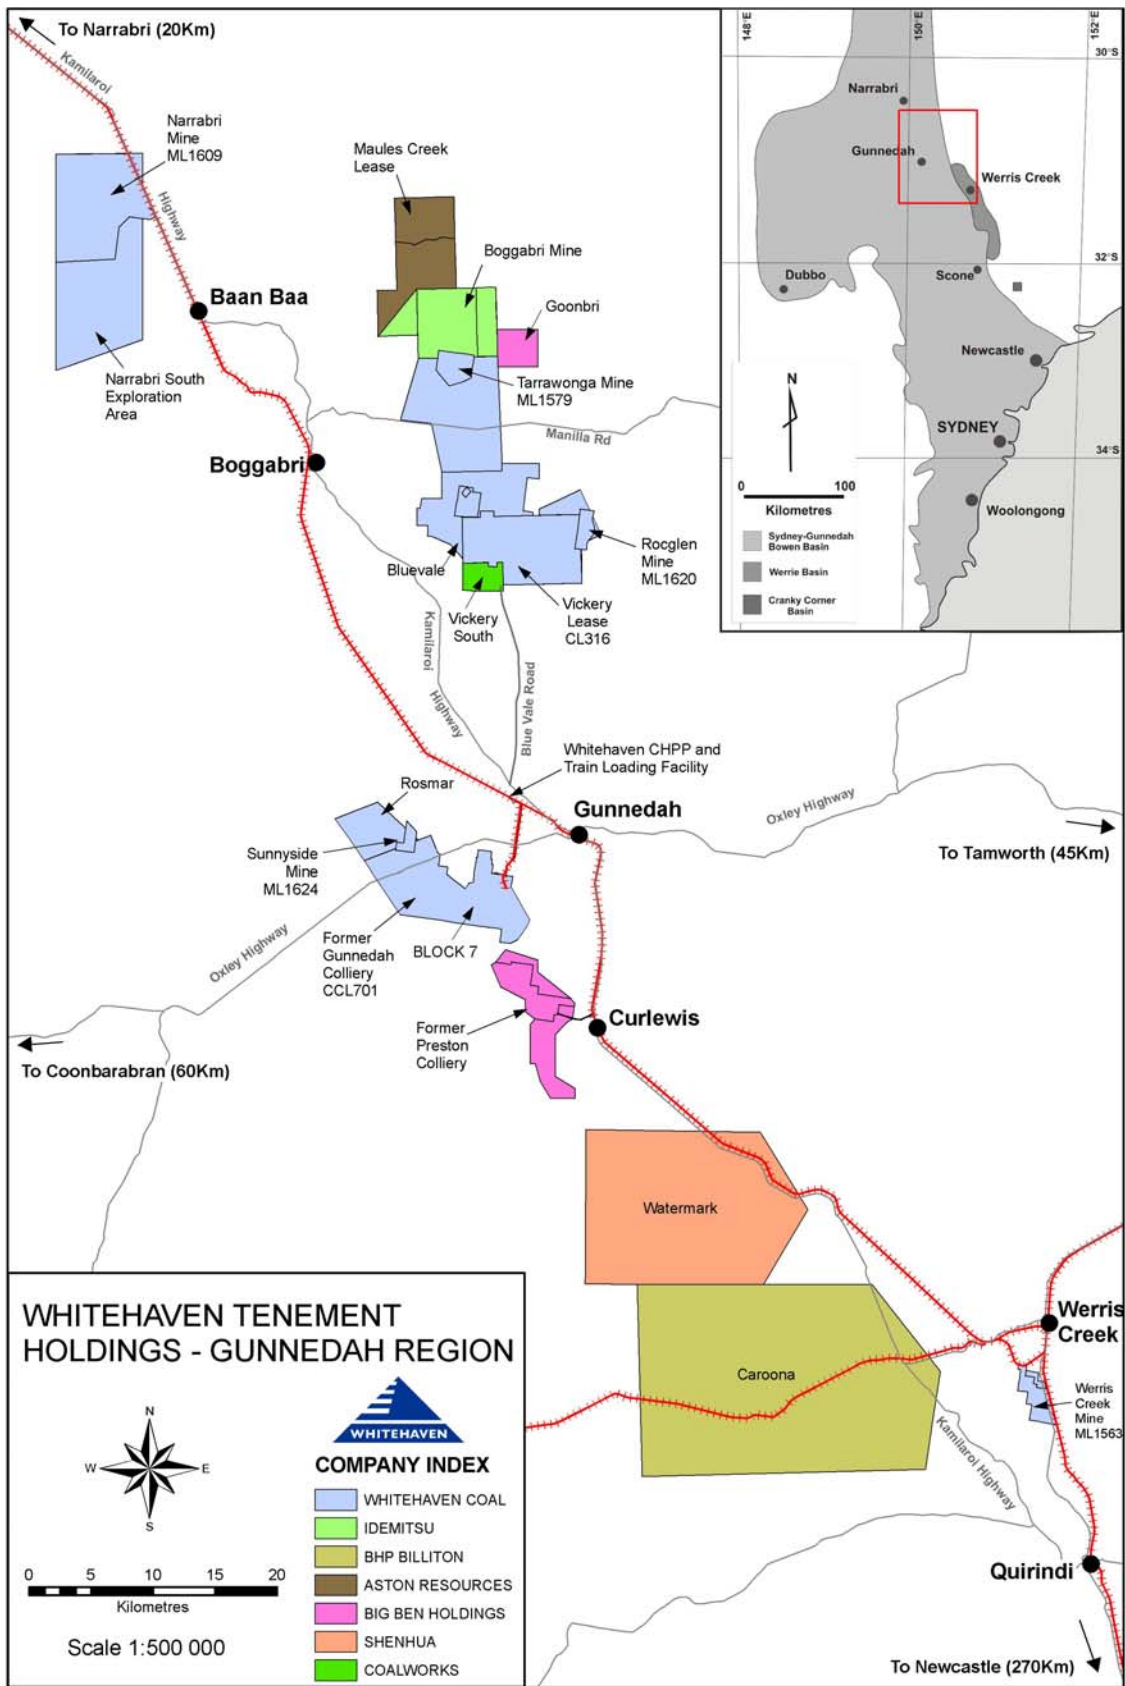 To Narrabri (20Km)
Kamilaroi
Highway
Narrabri
Mine
ML1609
Maules Creek
Lease
Boggabri Mine
Goonbri
Baan Baa
Narrabri South
Exploration
Area
Tarrawonga Mine
ML1579
Manilla Rd
Boggabri
Bluevale
Rocglen
Mine
ML1620
Vickery
South
Vickery
Lease
CL316
Kamilaroi
Highway
Blue Vale Road
Whitehaven CHPP and
Train Loading Facility
Rosmar
Gunnedah
Oxley Highway
To Tamworth (45Km)
Sunnyside
Mine
ML1624
Former
Gunnedah
Colliery
CCL701
BLOCK 7
Oxley Highway
Former
Preston
Colliery
Curlewis
To Coonbarabran (60Km)
Watermark
Caroona
Werris
Creek
Werris
Creek
Mine
ML1563
Kamilaroi Highway
Quirindi
To Newcastle (270Km)
148°E
150°E
152°E
30°S
32°S
34°S
Narrabri
Gunnedah
Werris Creek
Dubbo
Scone
Newcastle
SYDNEY
Woolongong
N
0 100
Kilometres
Sydney-Gunnedah
Bowen Basin
Werrie Basin
Cranky Corner
Basin
WHITEHAVEN TENEMENT
HOLDINGS - GUNNEDAH REGION
N
W E
S
WHITEHAVEN
COMPANY INDEX
WHITEHAVEN COAL
IDEMITSU
BHP BILLITON
ASTON RESOURCES
BIG BEN HOLDINGS
SHENHUA
COALWORKS
0 5 10 15 20
Kilometres
Scale 1:500 000